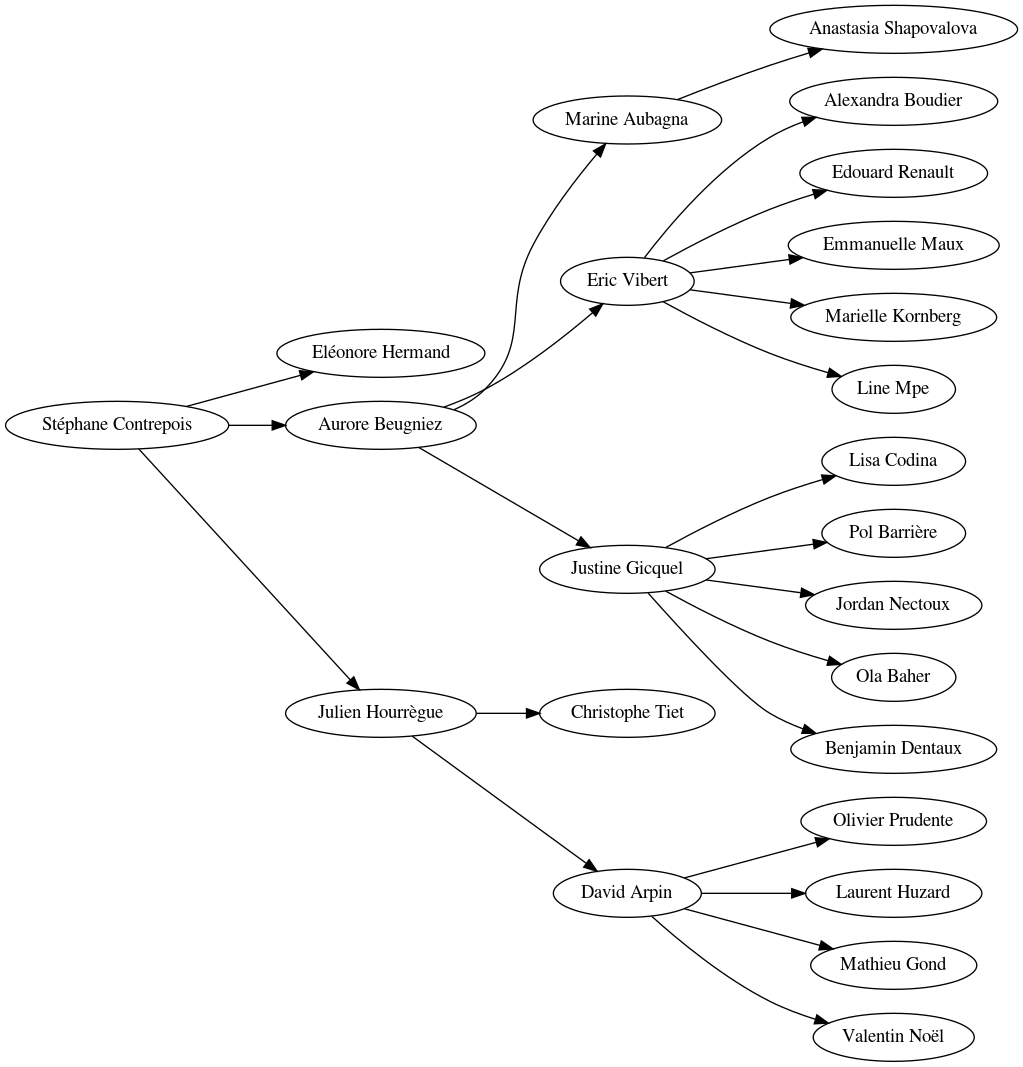 Anastasia Shapovalova
Alexandra Boudier
Marine Aubagna
Edouard Renault
Emmanuelle Maux
Eric Vibert
Marielle Kornberg
Eléonore Hermand
Line Mpe
Stéphane Contrepois
Aurore Beugniez
Lisa Codina
Pol Barrière
Justine Gicquel
Jordan Nectoux
Ola Baher
Julien Hourrègue
Christophe Tiet
Benjamin Dentaux
Olivier Prudente
David Arpin
Laurent Huzard
Mathieu Gond
Valentin Noël